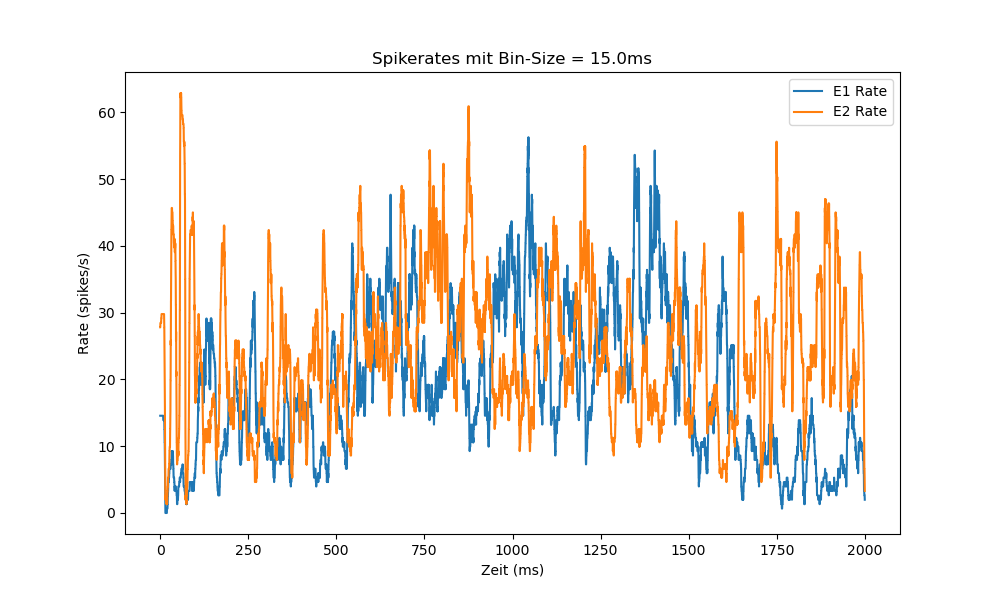 Spikerates mit Bin-Size = 15.0ms
E1 Rate
E2 Rate
Rate (spikes/s)
60
50
40
30
20
10
0
0 250 500 750 1000 1250 1500 1750 2000
Zeit (ms)